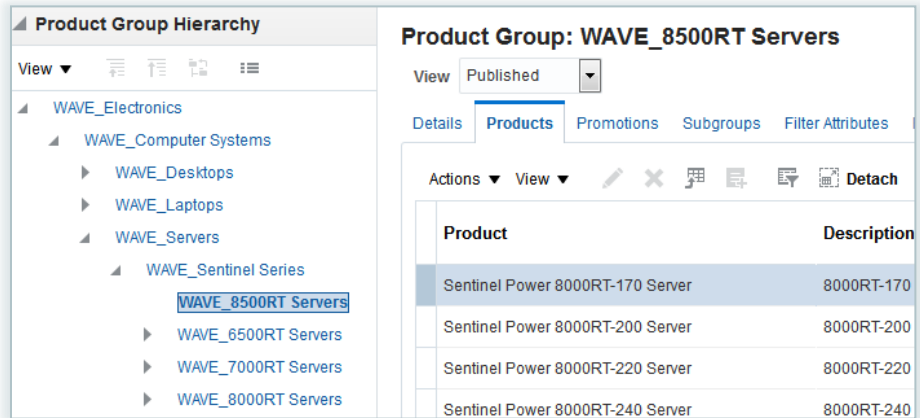 Product Group Hierarchy
View
WAVE_Electronics
WAVE_Computer Systems
WAVE_Desktops
WAVE_Laptops
WAVE_Servers
WAVE_Sentinel Series
WAVE_8500RT Servers
WAVE_6500RT Servers
WAVE_7000RT Servers
WAVE_8000RT Servers
Product Group: WAVE_8500RT Servers
View Published
Details Products Promotions Subgroups Filter Attributes
Actions View Detach
Product Description
Sentinel Power 8000RT-170 Server 8000RT-170
Sentinel Power 8000RT-200 Server 8000RT-200
Sentinel Power 8000RT-220 Server 8000RT-220
Sentinel Power 8000RT-240 Server 8000RT-240